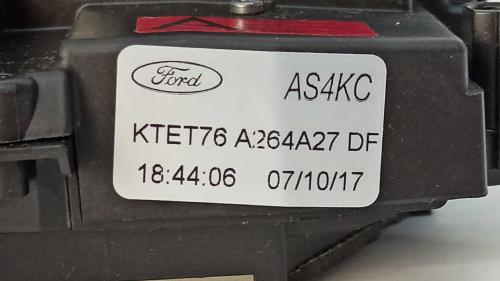 Ford AS4KC
KTET76 A264A27 DF
18:44:06 07/10/17